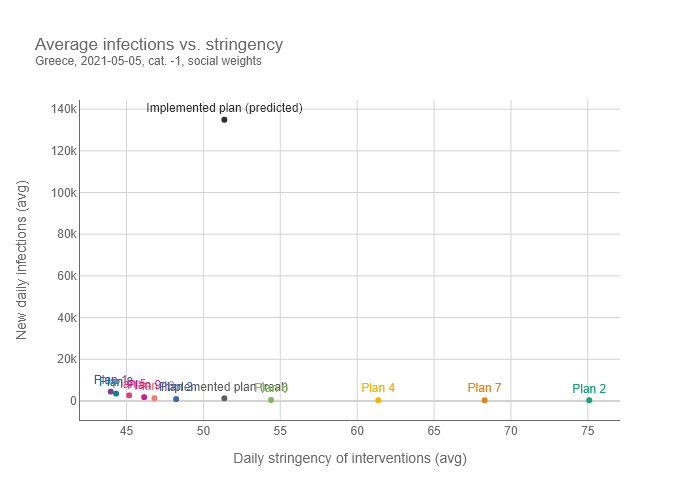 Average infections vs. stringency
Greece, 2021-05-05, cat. -1, social weights
140k
120k
100k
80k
60k
40k
20k
0
New daily infections (avg)
Implemented plan (predicted)
Implemented plan (real)
Plan 4
Plan 7
Plan 2
45
50
55
60
65
70
75
Daily stringency of interventions (avg)